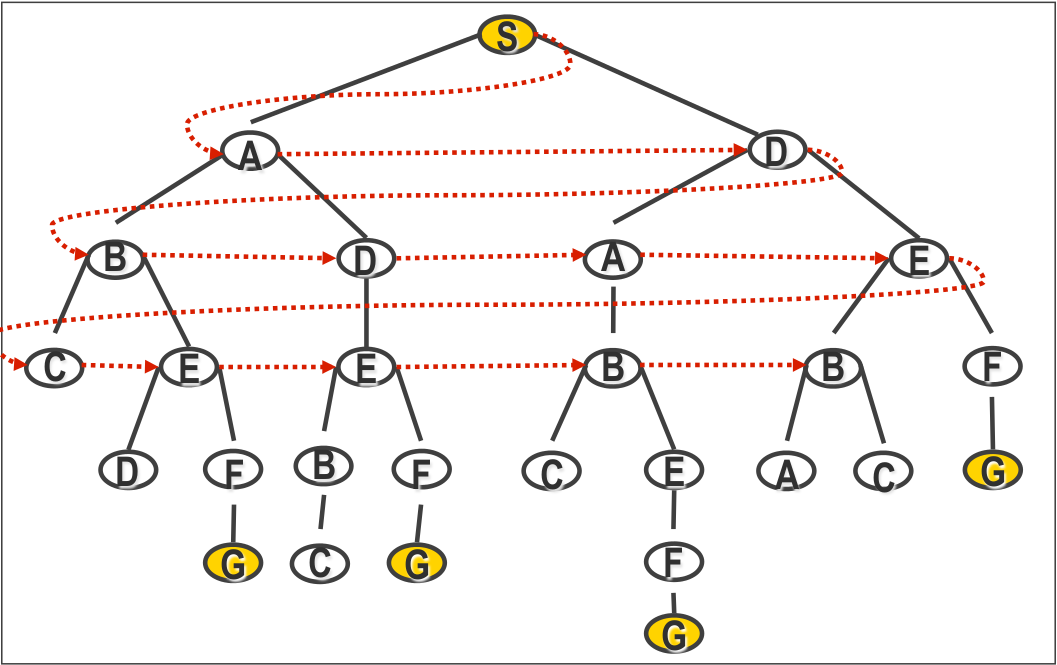 S
A D
B D A E
C E E B B F
D F B F C E A C G
G C G F
G